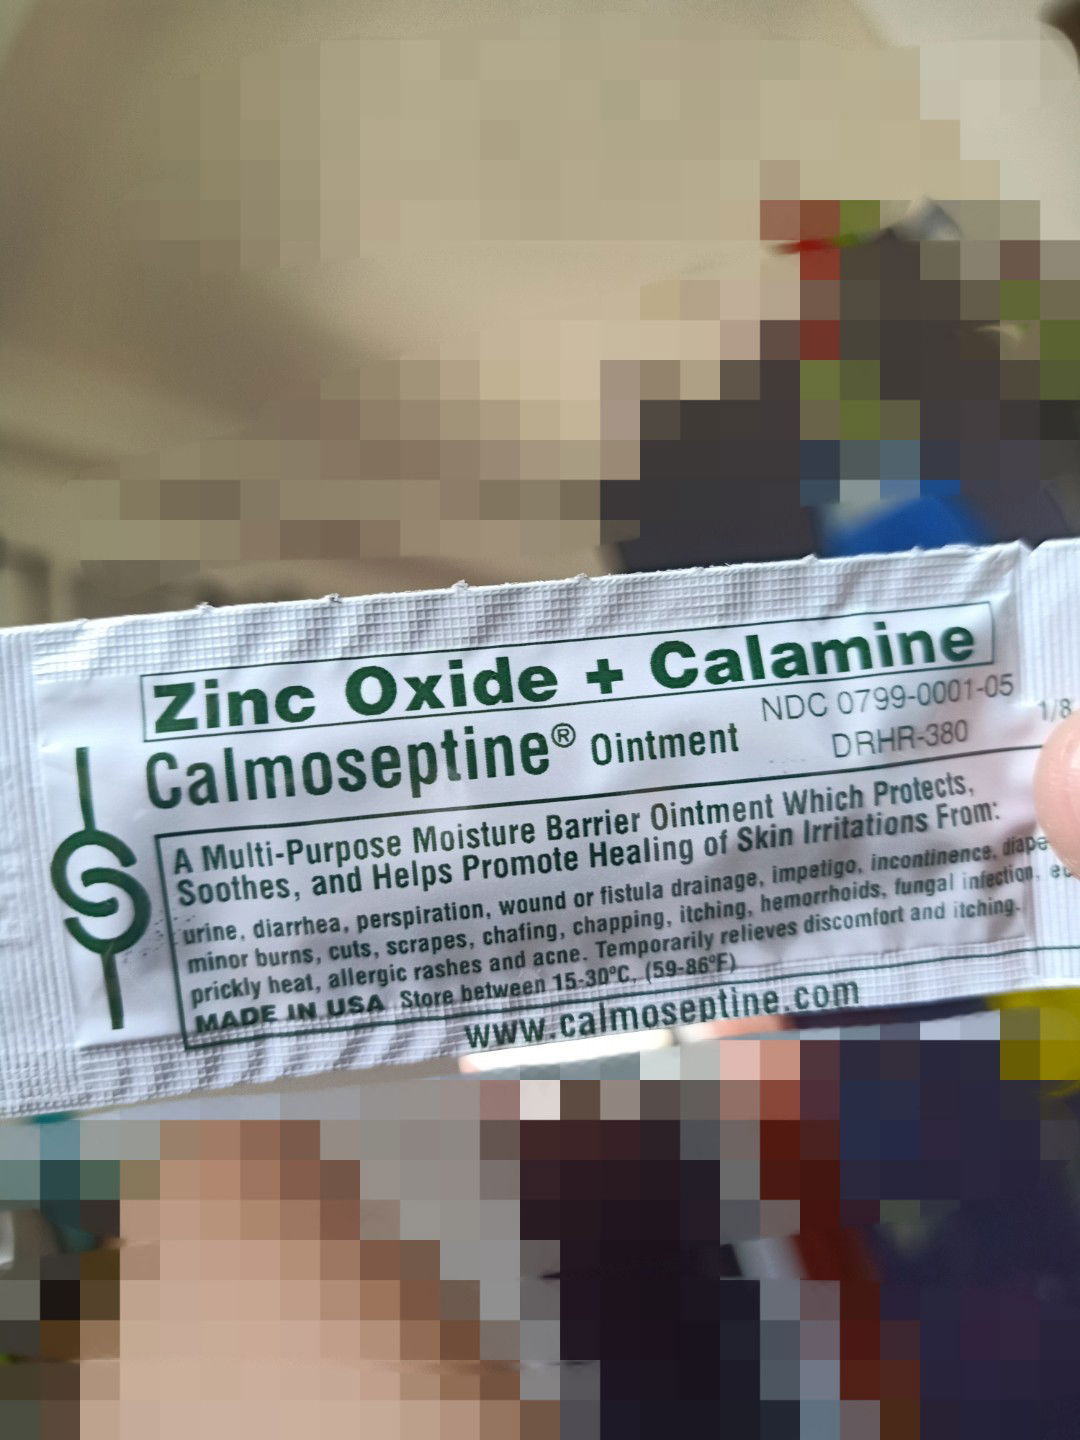 Zinc Oxide + Calamine
Calmoseptine® Ointment
NDC 0799-0001-05
DRHR-380
1/8
A Multi-Purpose Moisture Barrier Ointment Which Protects,
Soothes, and Helps Promote Healing of Skin Irritations From:
urine, diarrhea, perspiration, wound or fistula drainage, impetigo, incontinence,
minor burns, cuts, scrapes, chafing, chapping, itching, hemorrhoids, fungal infection,
prickly heat, allergic rashes and acne. Temporarily relieves discomfort and itching.
MADE IN USA Store between 15-30°C, (59-86°F)
www.calmoseptine.com